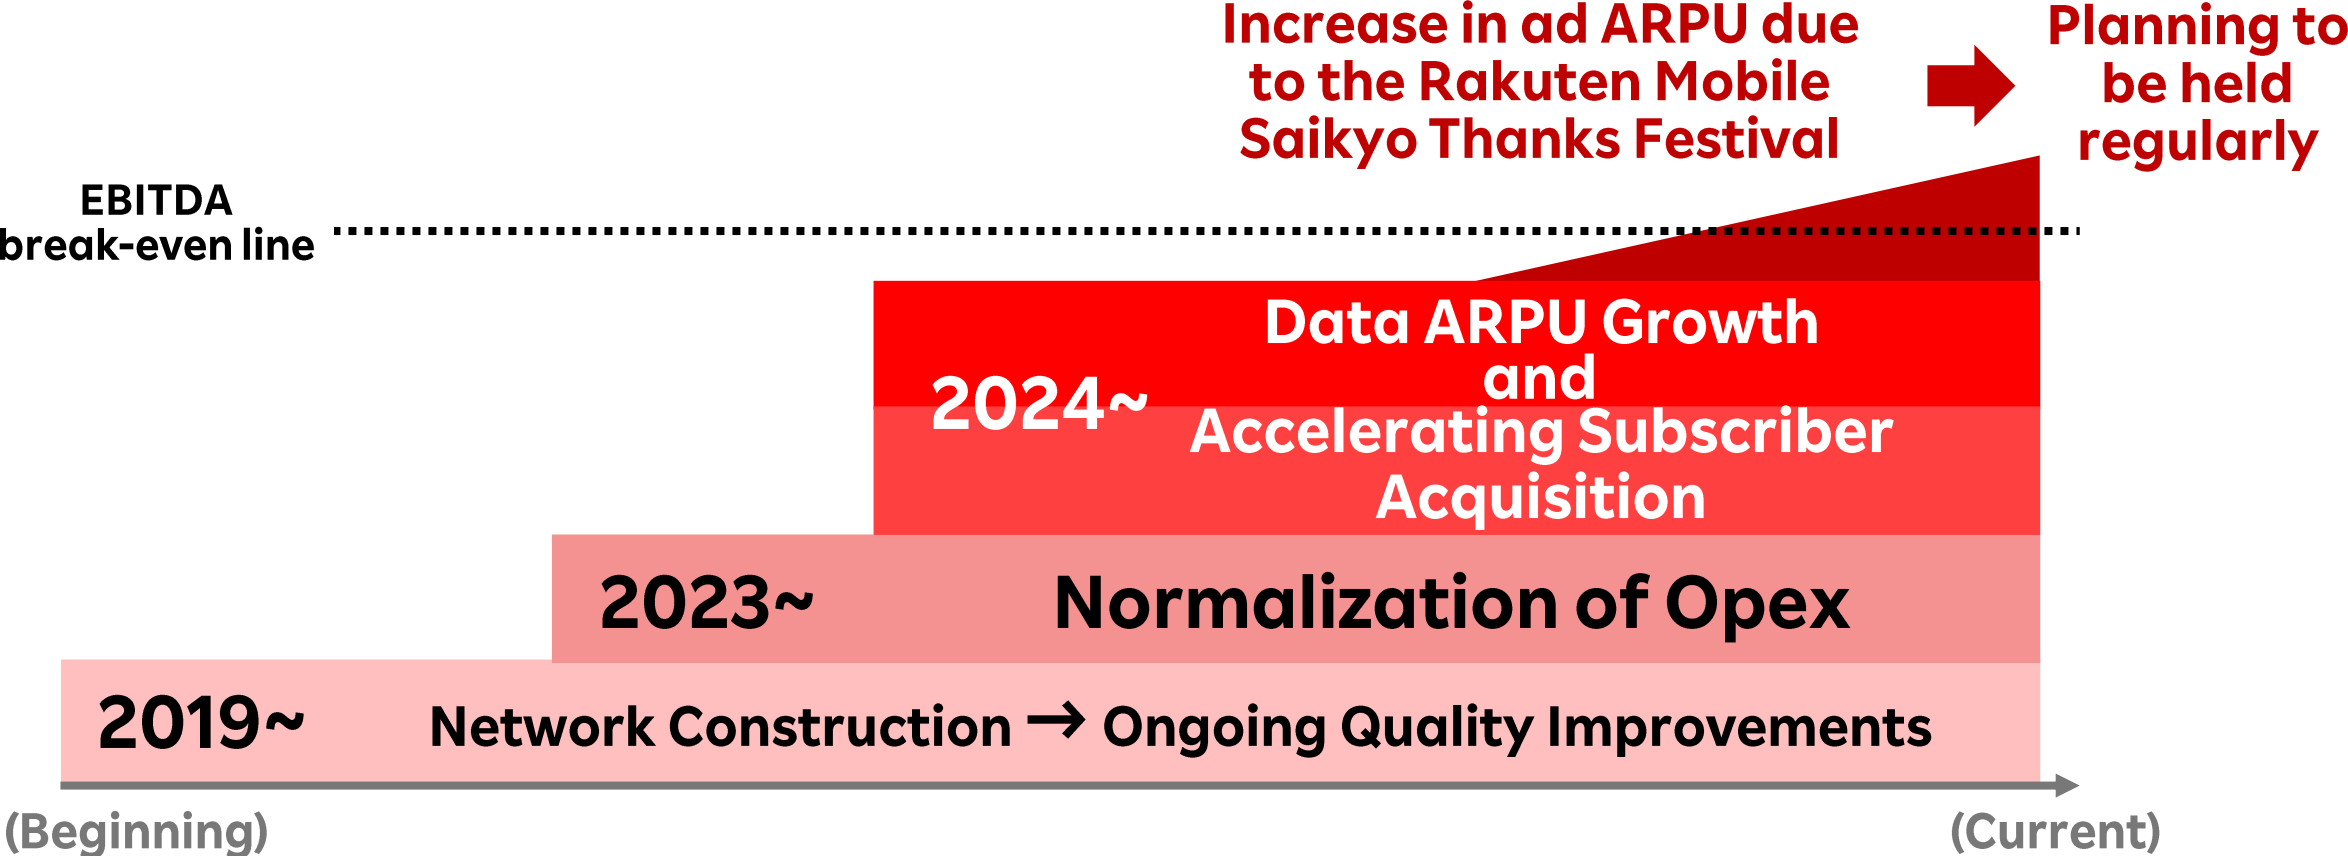 Increase in ad ARPU due
to the Rakuten Mobile
Saikyo Thanks Festival
Planning to
be held
regularly
EBITDA
break-even line
2024~
Data ARPU Growth
and
Accelerating Subscriber
Acquisition
2023~ Normalization of Opex
2019~ Network Construction → Ongoing Quality Improvements
(Beginning)
(Current)